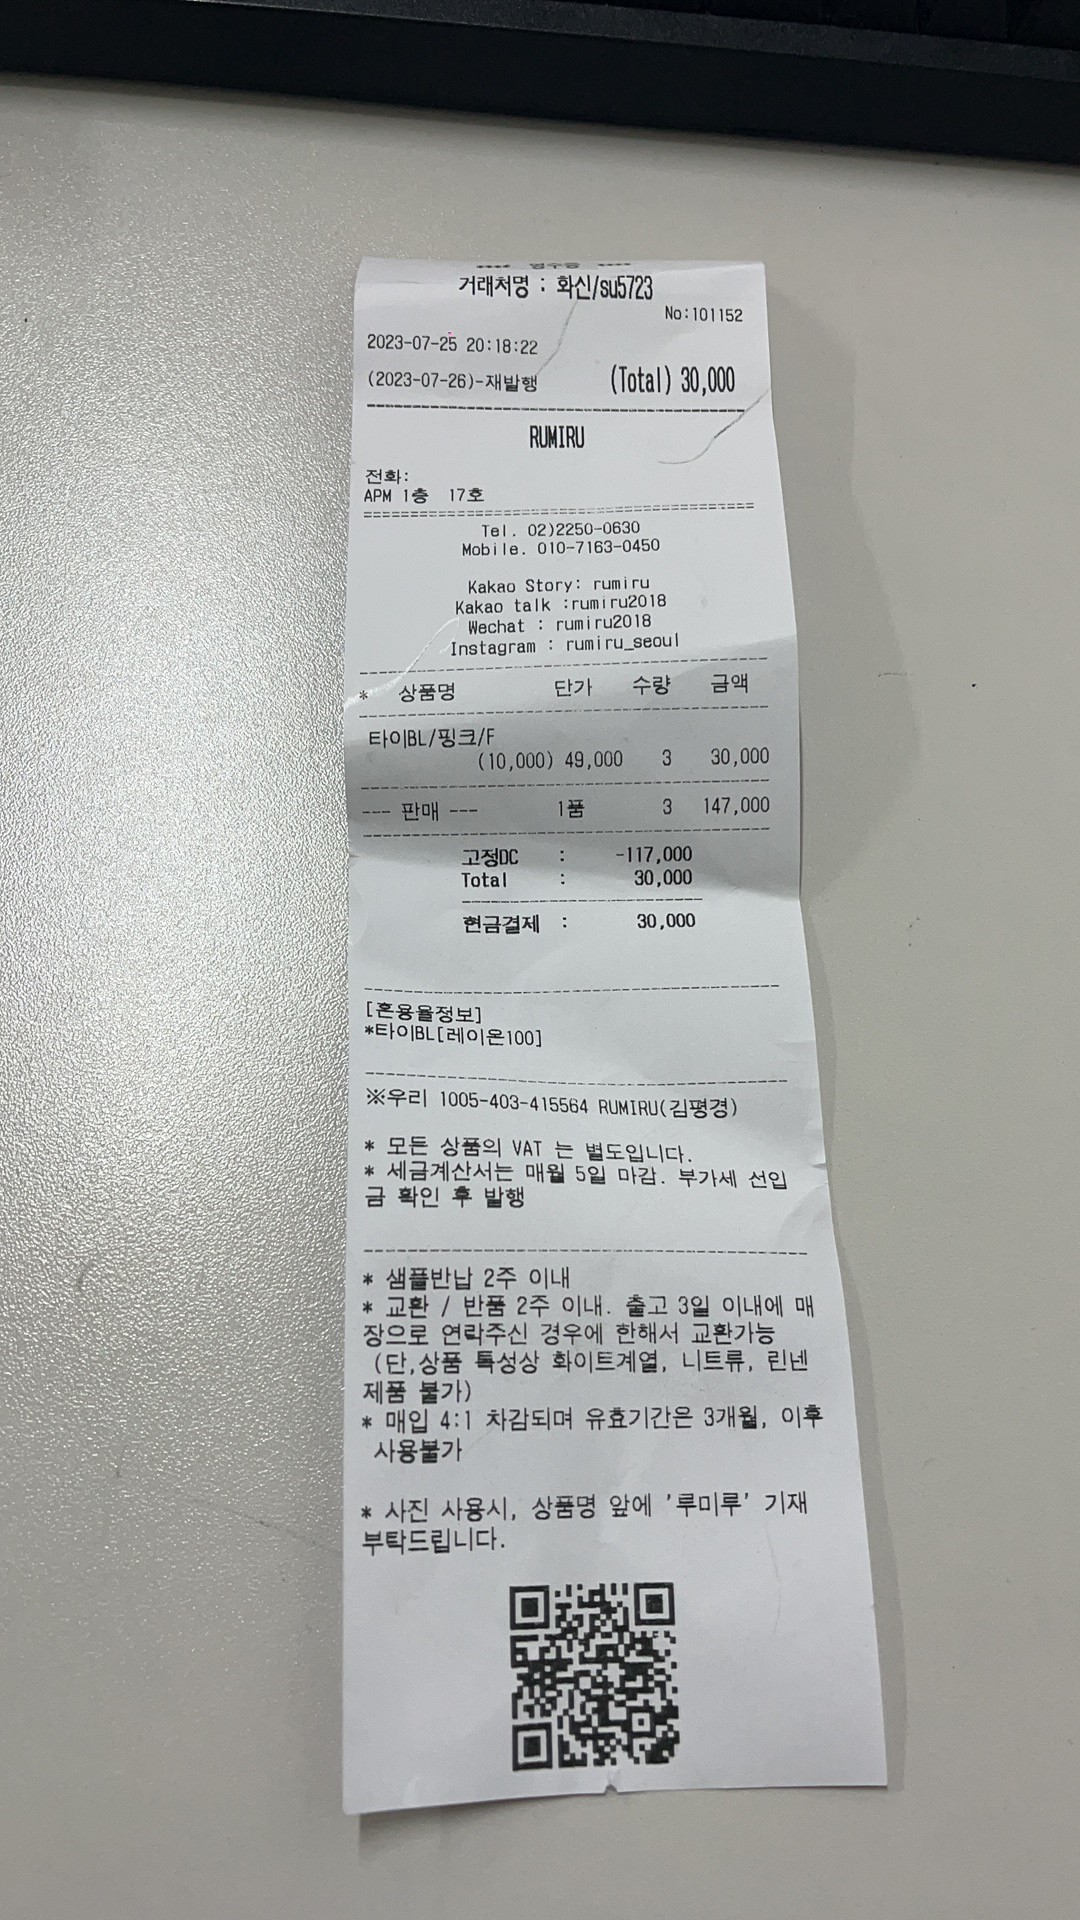 거래처명 : 화신/su5723
No:101152
2023-07-25 20:18:22
(2023-07-26)-재발행 (Total) 30,000
RUMIRU
전화:
APM 1층 17호
Tel. 02)2250-0630
Mobile. 010-7163-0450
Kakao Story: rumiru
Kakao talk :rumiru2018
Wechat : rumiru2018
Instagram : rumiru_seoul
* 상품명 단가 수량 금액
타이BL/핑크/F
(10,000) 49,000 3 30,000
--- 판매 --- 1품 3 147,000
고정DC : -117,000
Total : 30,000
현금결제 : 30,000
[혼용율정보]
*타이BL[레이온100]
※우리 1005-403-415564 RUMIRU(김평경)
* 모든 상품의 VAT 는 별도입니다.
* 세금계산서는 매월 5일 마감. 부가세 선입
금 확인 후 발행
* 샘플반납 2주 이내
* 교환 / 반품 2주 이내. 출고 3일 이내에 매
장으로 연락주신 경우에 한해서 교환가능
(단,상품 특성상 화이트계열, 니트류, 린넨
제품 불가)
* 매입 4:1 차감되며 유효기간은 3개월, 이후
사용불가
* 사진 사용시, 상품명 앞에 '루미루' 기재
부탁드립니다.